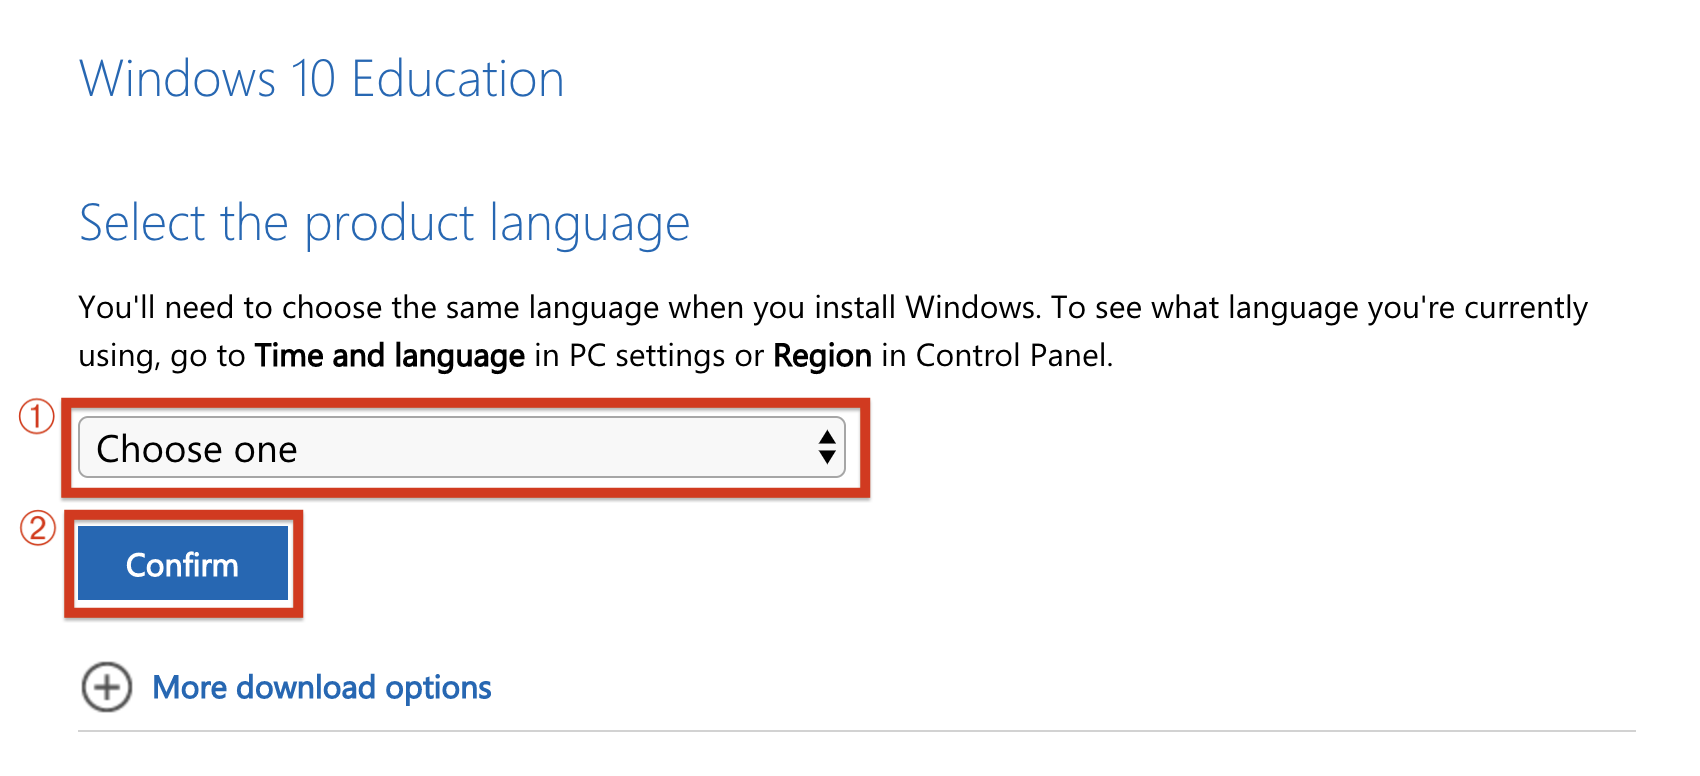 Windows 10 Education
Select the product language
You'll need to choose the same language when you install Windows. To see what language you're currently
using, go to Time and language in PC settings or Region in Control Panel.
①
Choose one
②
Confirm
More download options